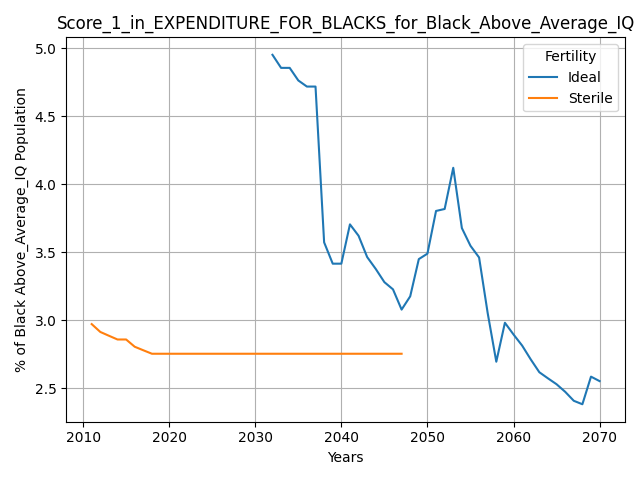 Score_1_in_EXPENDITURE_FOR_BLACKS_for_Black_Above_Average_IQ
Fertility
Ideal
Sterile
% of Black Above_Average_IQ Population
5.0
4.5
4.0
3.5
3.0
2.5
2010 2020 2030 2040 2050 2060 2070
Years